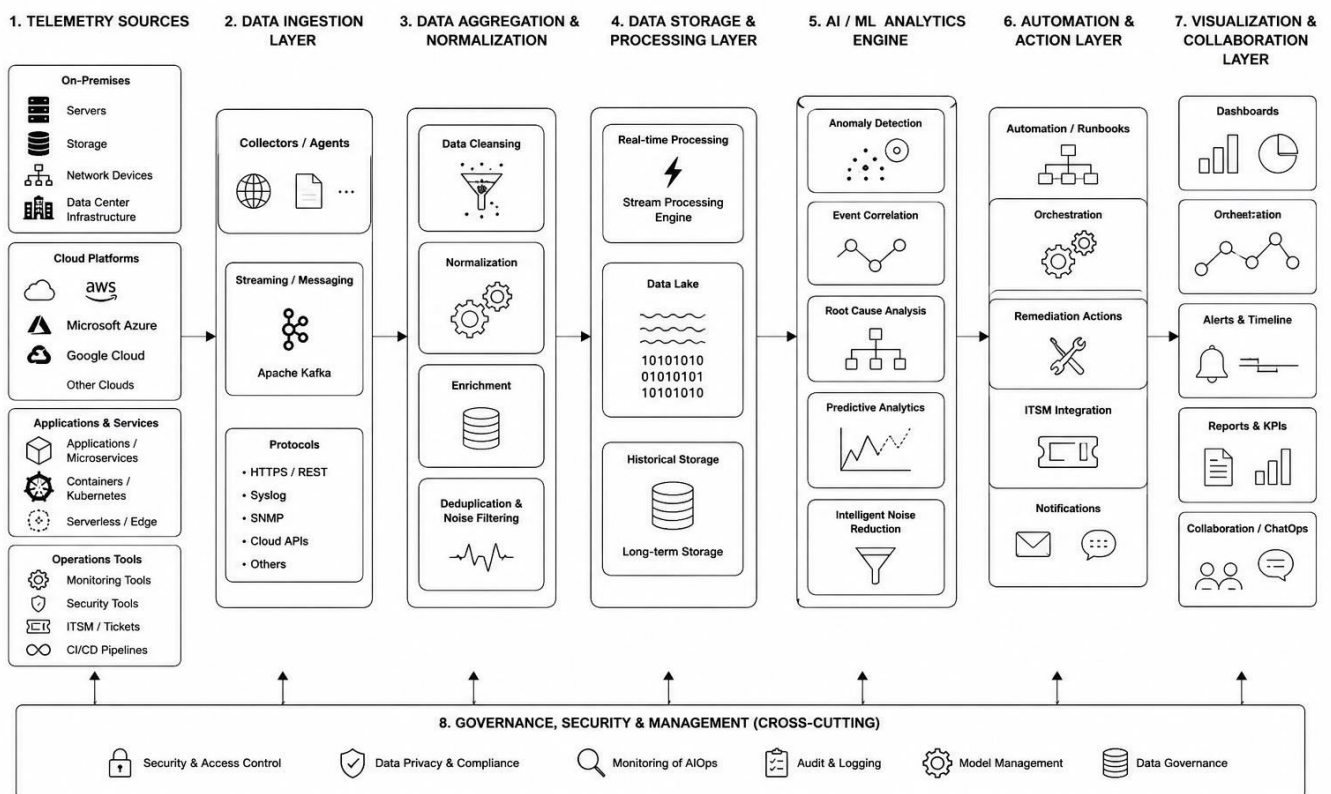 1. TELEMETRY SOURCES
On-Premises
Servers
Storage
Network Devices
Data Center
Infrastructure
Cloud Platforms
aws
Microsoft Azure
Google Cloud
Other Clouds
Applications & Services
Applications /
Microservices
Containers /
Kubernetes
Serverless / Edge
Operations Tools
Monitoring Tools
Security Tools
ITSM / Tickets
CI/CD Pipelines
2. DATA INGESTION
LAYER
Collectors / Agents
...
Streaming / Messaging
Apache Kafka
Protocols
• HTTPS / REST
• Syslog
• SNMP
• Cloud APIs
• Others
3. DATA AGGREGATION &
NORMALIZATION
Data Cleansing
Normalization
Enrichment
Deduplication &
Noise Filtering
4. DATA STORAGE &
PROCESSING LAYER
Real-time Processing
Stream Processing
Engine
Data Lake
10101010
01010101
10101010
Historical Storage
Long-term Storage
5. AI / ML ANALYTICS
ENGINE
Anomaly Detection
Event Correlation
Root Cause Analysis
Predictive Analytics
Intelligent Noise
Reduction
6. AUTOMATION &
ACTION LAYER
Automation / Runbooks
Orchestration
Remediation Actions
ITSM Integration
Notifications
7. VISUALIZATION &
COLLABORATION
LAYER
Dashboards
Orchestration
Alerts & Timeline
Reports & KPIs
Collaboration / ChatOps
8. GOVERNANCE, SECURITY & MANAGEMENT (CROSS-CUTTING)
Security & Access Control
Data Privacy & Compliance
Monitoring of AIOps
Audit & Logging
Model Management
Data Governance